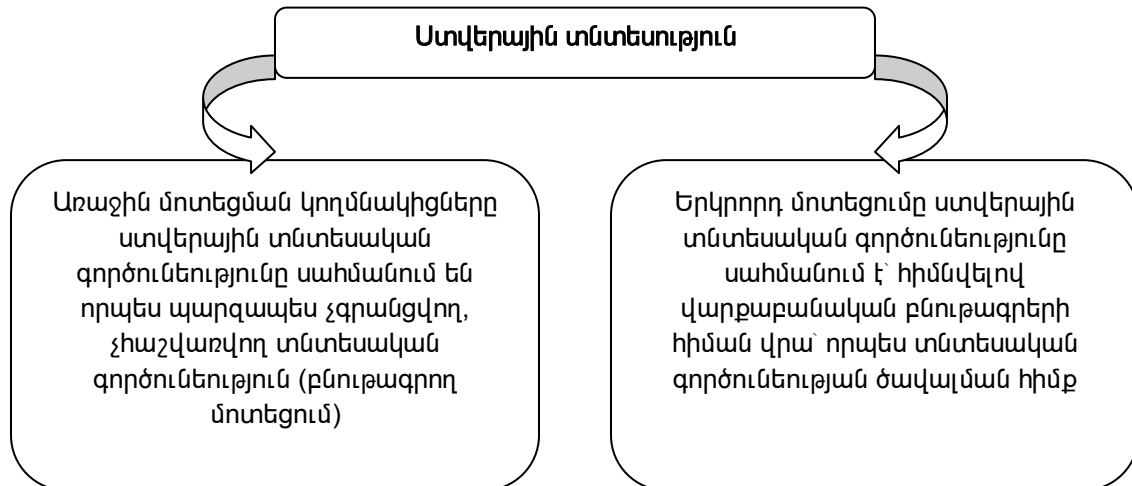 Ստվերային տնտեսություն
Առաջին մոտեցման կողմնակիցները
ստվերային տնտեսական
գործունեությունը սահմանում են
որպես պարզապես չգրանցվող,
չհաշվառվող տնտեսական
գործունեություն (բնութագրող
մոտեցում)
Երկրորդ մոտեցումը ստվերային
տնտեսական գործունեությունը
սահմանում է՝ հիմնվելով
վարքաբանական բնութագրերի
հիման վրա՝ որպես տնտեսական
գործունեության ծավալման հիմք